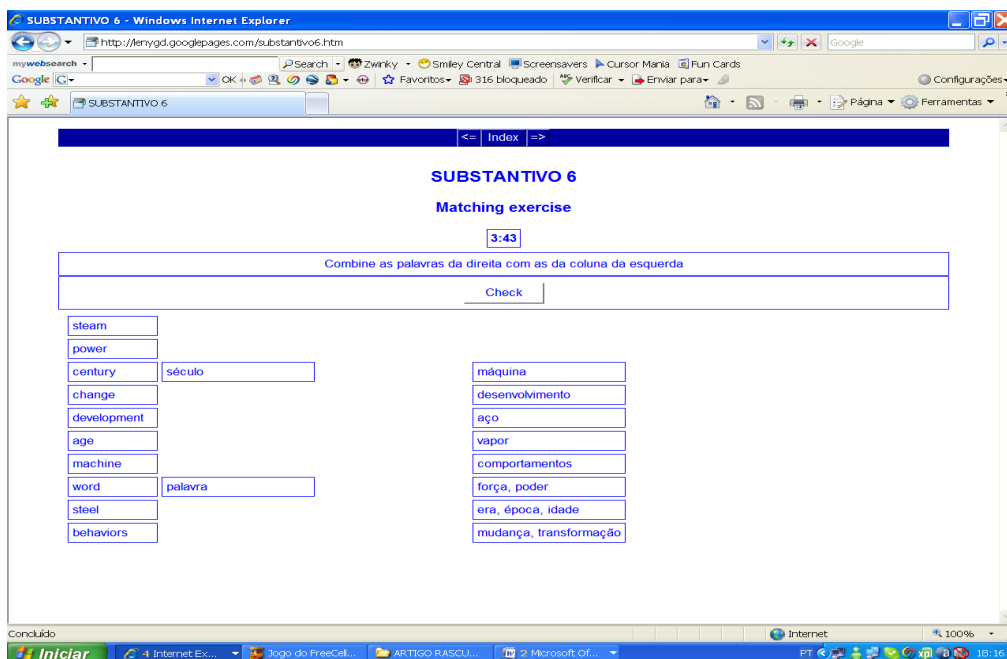 SUBSTANTIVO 6 - Windows Internet Explorer
http://lenygd.googlepages.com/substantivo6.htm
Google
mywebsearch
Search
Zwinky
Smiley Central
Screensavers
Cursor Mania
Fun Cards
Google
G
OK
Favoritos
316 bloqueado
Verificar
Enviar para
Configurações
SUBSTANTIVO 6
Página
Ferramentas
<= Index =>
SUBSTANTIVO 6
Matching exercise
3:43
Combine as palavras da direita com as da coluna da esquerda
Check
steam
power
century século máquina
change desenvolvimento
development aço
age vapor
machine comportamentos
word palavra força, poder
steel era, época, idade
behaviors mudança, transformação
Concluído
Internet
100%
Iniciar
4 Internet Ex...
Jogo do FreeCell...
ARTIGO RASCU...
2 Microsoft Of...
PT
18:16